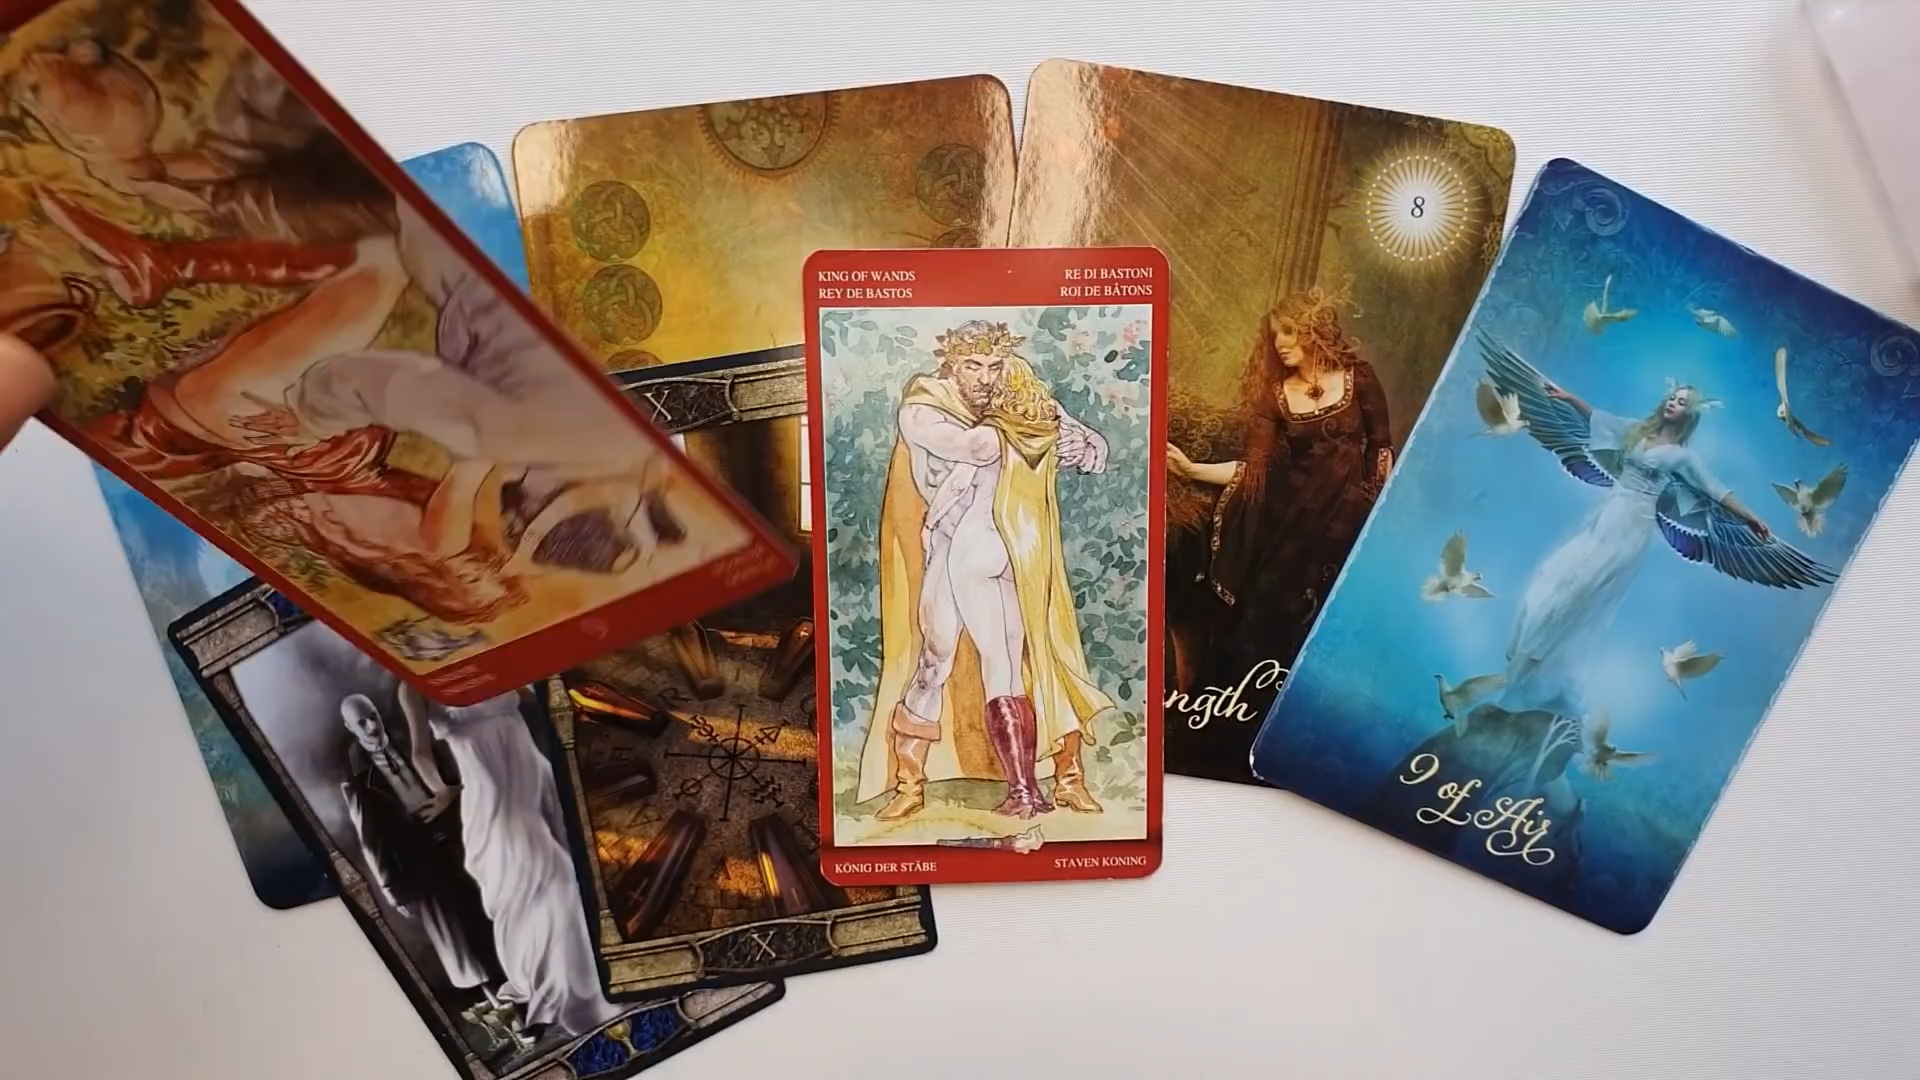 KING OF WANDS
REY DE BASTOS
RE DI BASTONI
ROI DE BÂTONS
KÖNIG DER STÄBE
STAVEN KONING
8
ngth
9 of Air
X
X